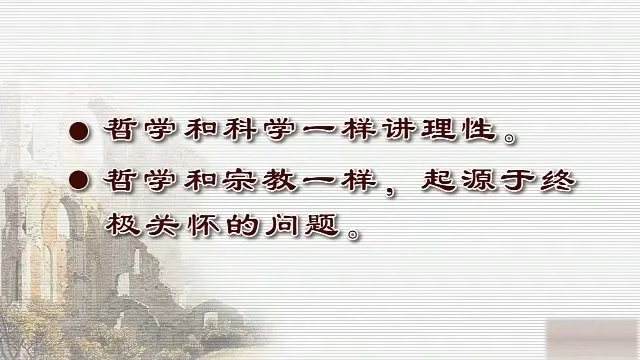 ● 哲学和科学一样讲理性。
● 哲学和宗教一样，起源于终
极关怀的问题。